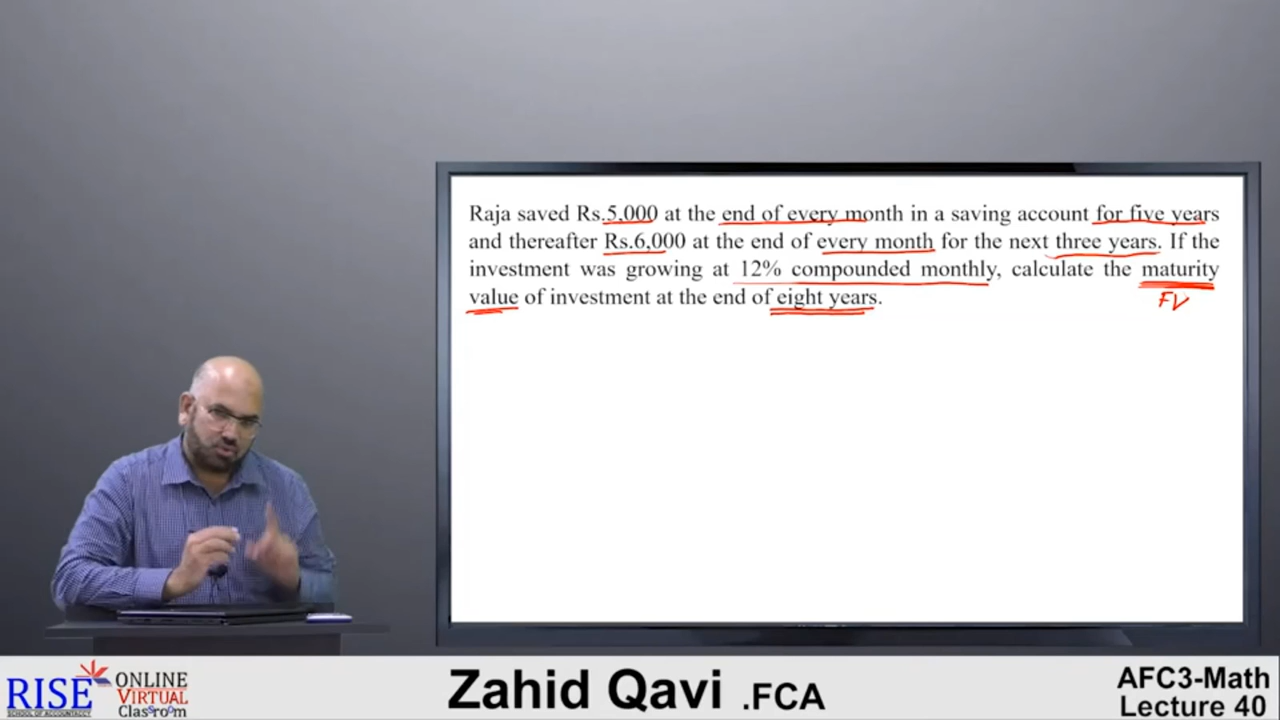 Raja saved Rs.5,000 at the end of every month in a saving account for five years
and thereafter Rs.6,000 at the end of every month for the next three years. If the
investment was growing at 12% compounded monthly, calculate the maturity
value of investment at the end of eight years.
FV
RISE
SCHOOL OF ACCOUNTANCY
ONLINE
VIRTUAL
Classroom
Zahid Qavi .FCA
AFC3-Math
Lecture 40